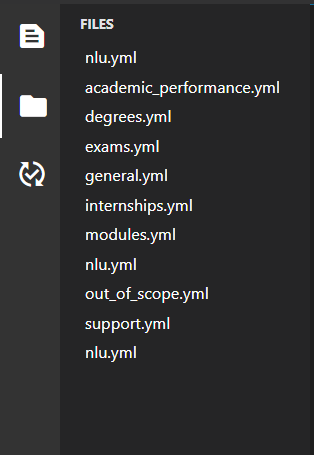 FILES
nlu.yml
academic_performance.yml
degrees.yml
exams.yml
general.yml
internships.yml
modules.yml
nlu.yml
out_of_scope.yml
support.yml
nlu.yml